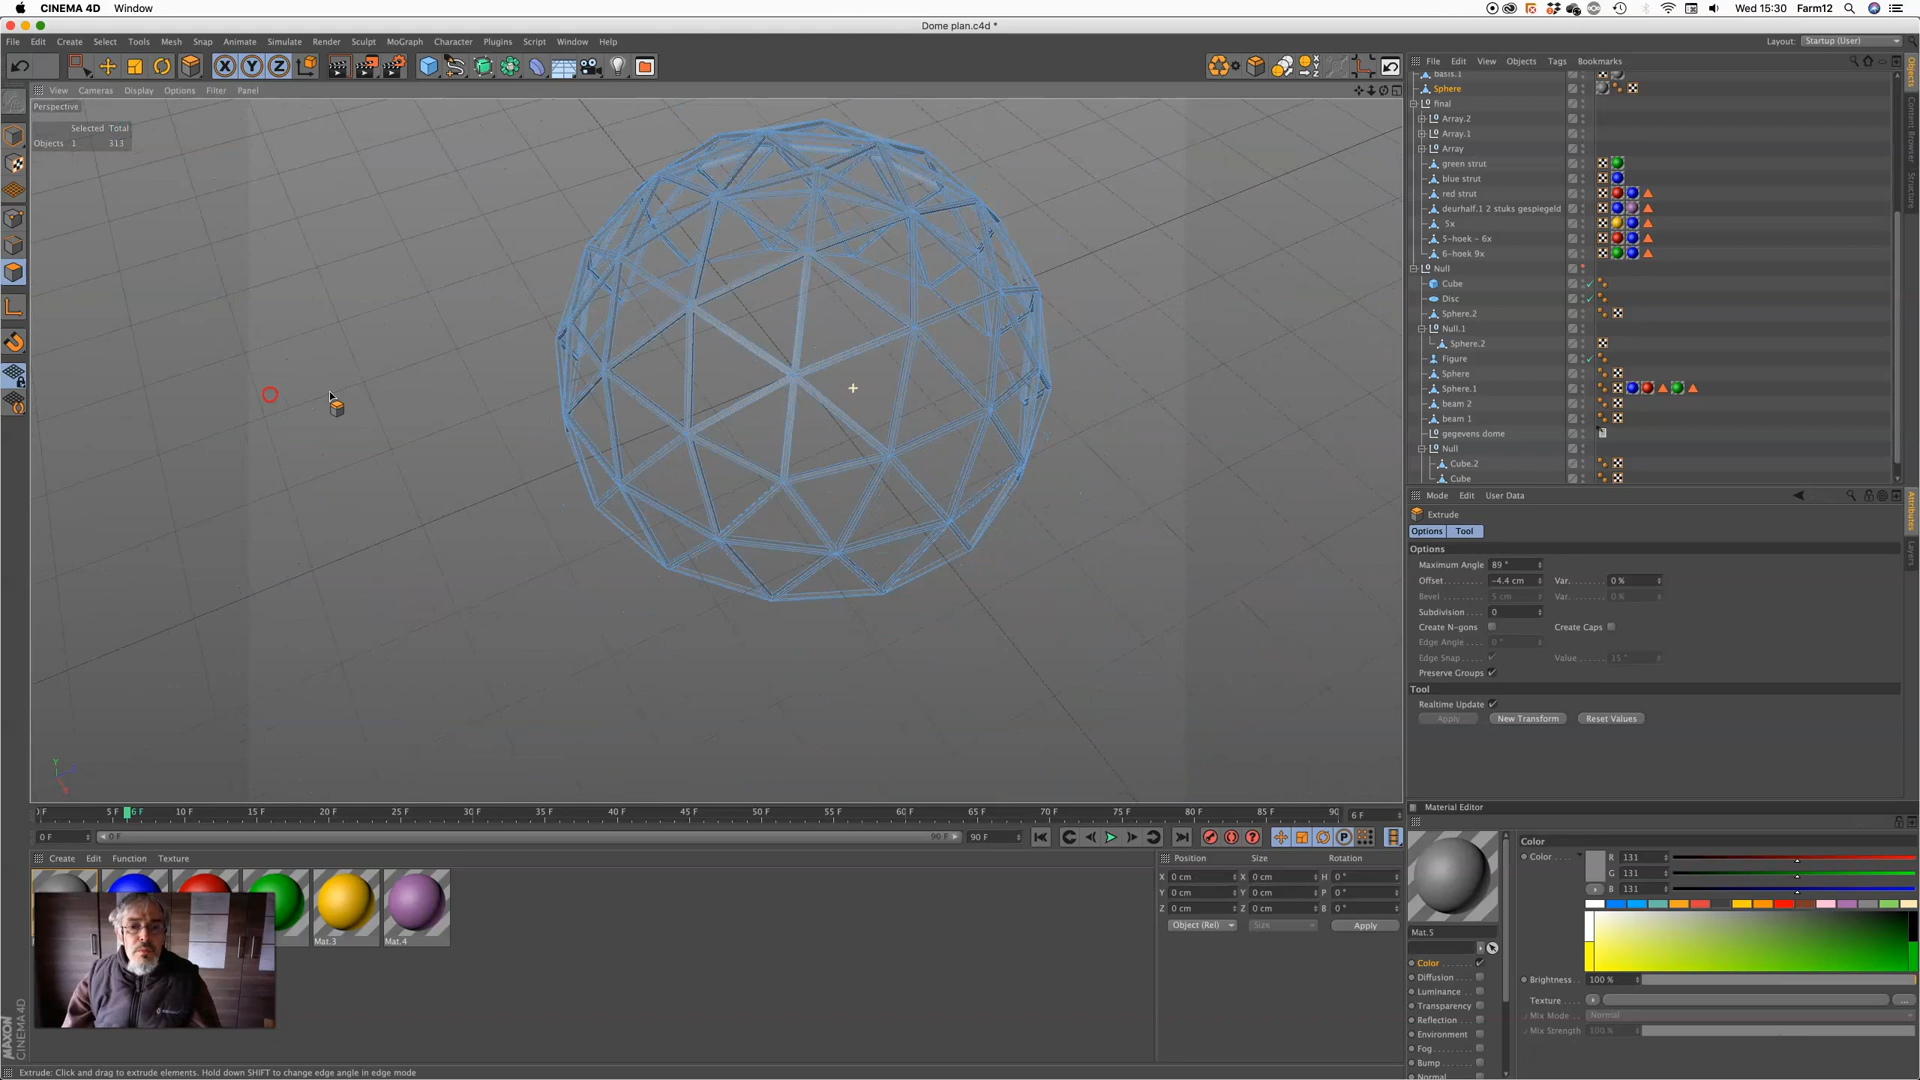 CINEMA 4D Window
Wed 15:30 Farm12
Dome plan.c4d *
File Edit Create Select Tools Mesh Snap Animate Simulate Render Sculpt MoGraph Character Plugins Script Window Help
Layout: Startup (User)
X Y Z
View Cameras Display Options Filter Panel
Perspective
Selected Total
Objects 1 313
File Edit View Objects Tags Bookmarks
basis.1
Sphere
final
Array.2
Array.1
Array
green strut
blue strut
red strut
deurhalf.1 2 stuks gespiegeld
5x
5-hoek - 6x
6-hoek 9x
Null
Cube
Disc
Sphere.2
Null.1
Sphere.2
Figure
Sphere
Sphere.1
beam 2
beam 1
gegevens dome
Null
Cube.2
Cube
Objects
Content Browser
Structure
Mode Edit User Data
Extrude
Options Tool
Options
Maximum Angle 89 °
Offset -4.4 cm Var. 0 %
Bevel 5 cm Var. 0 %
Subdivision 0
Create N-gons Create Caps
Edge Angle 0 °
Edge Snap Value 15 °
Preserve Groups
Tool
Realtime Update
Apply New Transform Reset Values
Attributes
Layers
Y
0 F 5 F 6 F 10 F 15 F 20 F 25 F 30 F 35 F 40 F 45 F 50 F 55 F 60 F 65 F 70 F 75 F 80 F 85 F 90 6 F
0 F 0 F 90 F 90 F
Create Edit Function Texture
Mat.3 Mat.4
Position Size Rotation
X 0 cm X 0 cm H 0 °
Y 0 cm Y 0 cm P 0 °
Z 0 cm Z 0 cm B 0 °
Object (Rel) Size Apply
Material Editor
Mat.5
Color
Diffusion
Luminance
Transparency
Reflection
Environment
Fog
Bump
Normal
Color
Color R 131
G 131
B 131
Brightness 100 %
Texture
Mix Mode Normal
Mix Strength 100 %
MAXON CINEMA 4D
Extrude: Click and drag to extrude elements. Hold down SHIFT to change edge angle in edge mode